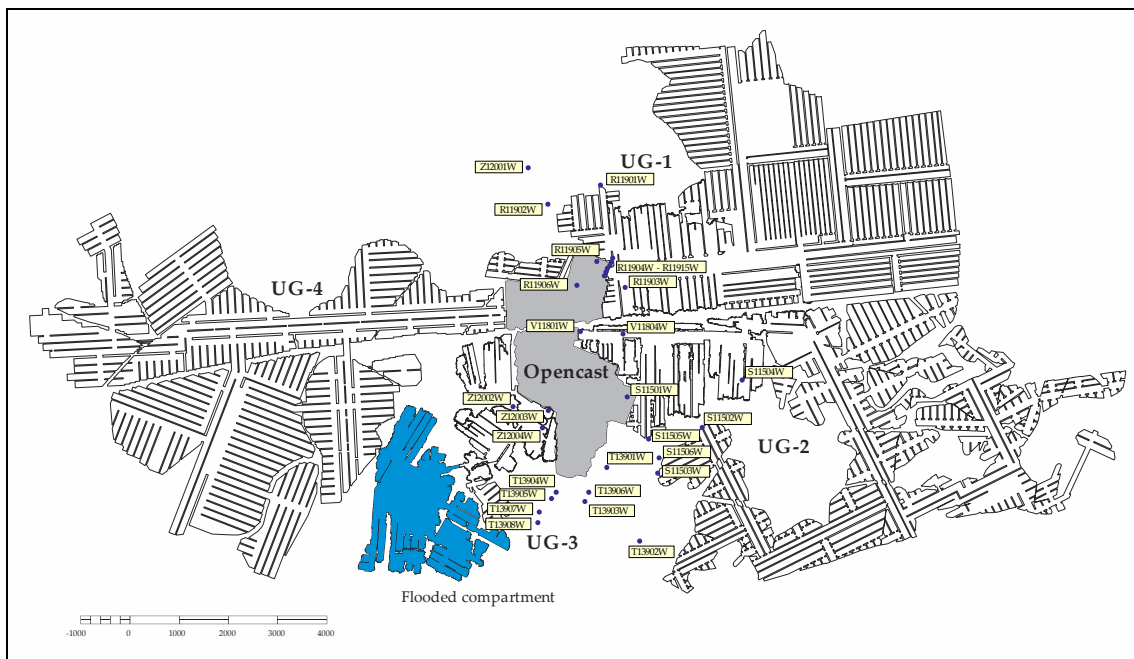 UG-1
Z12001W
R11901W
R11902W
R11905W
R11904W - R11915W
R11906W
R11903W
UG-4
V11801W
V11804W
Opencast
S11504W
S11501W
Z12002W
Z12003W
S11502W
Z12004W
S11505W
UG-2
T13901W
S11506W
S11503W
T13904W
T13905W
T13906W
T13907W
T13903W
T13908W
UG-3
T13902W
Flooded compartment
-1000 0 1000 2000 3000 4000